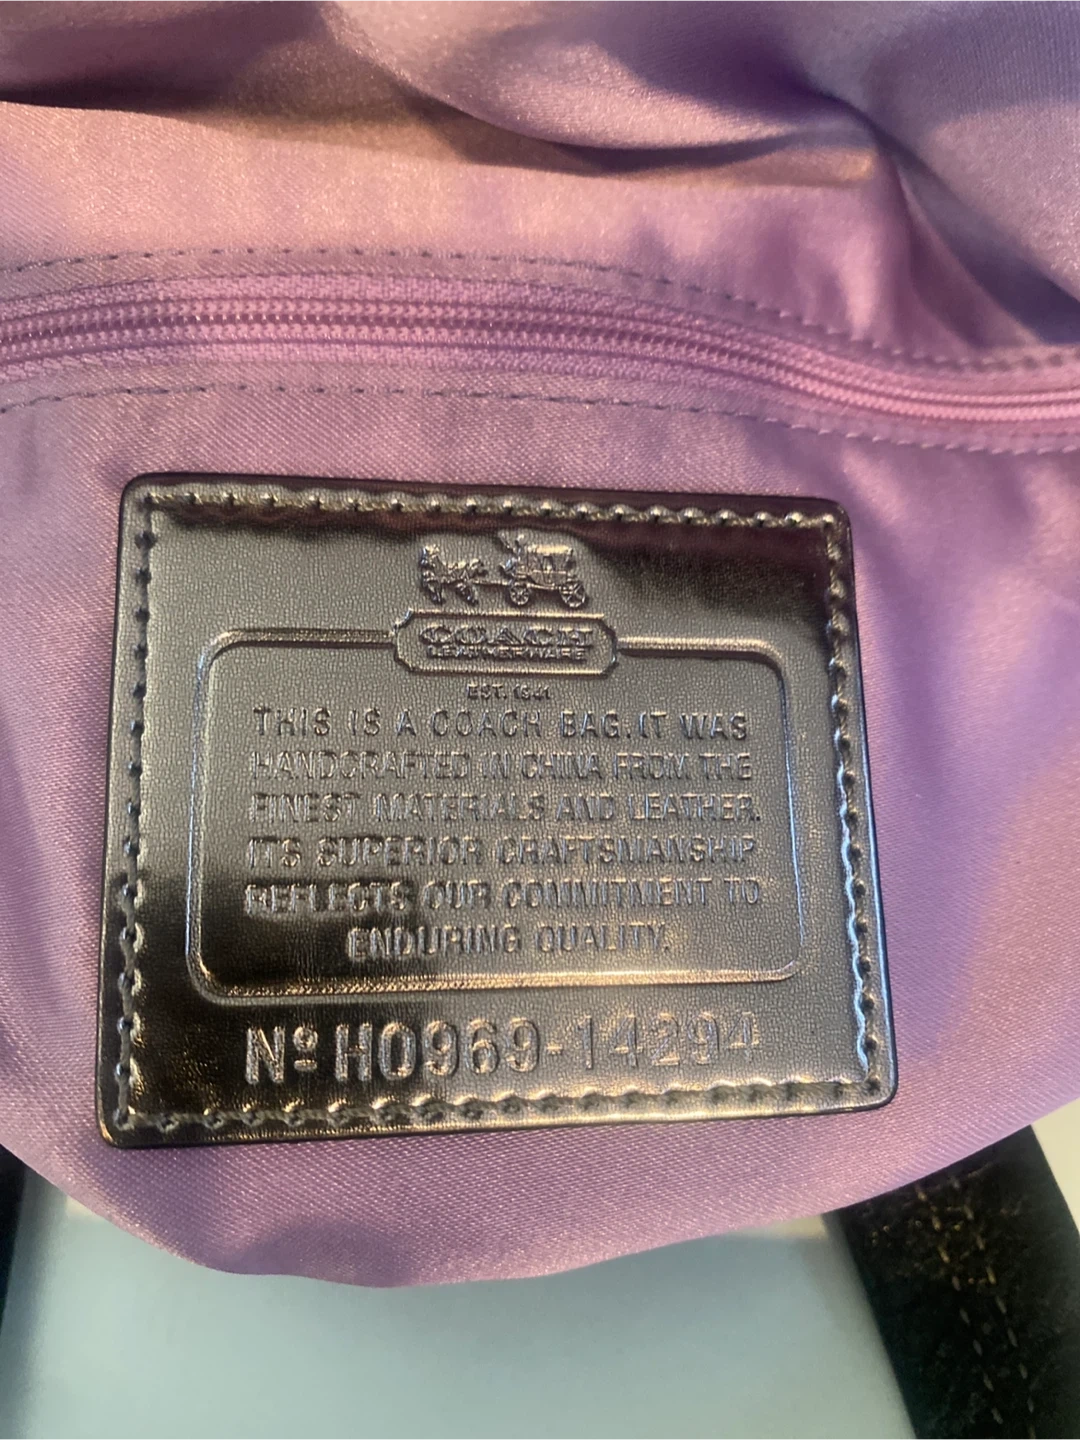 COACH
LEATHERWARE
EST. 1941
THIS IS A COACH BAG. IT WAS
HANDCRAFTED IN CHINA FROM THE
FINEST MATERIALS AND LEATHER.
ITS SUPERIOR CRAFTSMANSHIP
REFLECTS OUR COMMITMENT TO
ENDURING QUALITY.
Nº H0969-14294